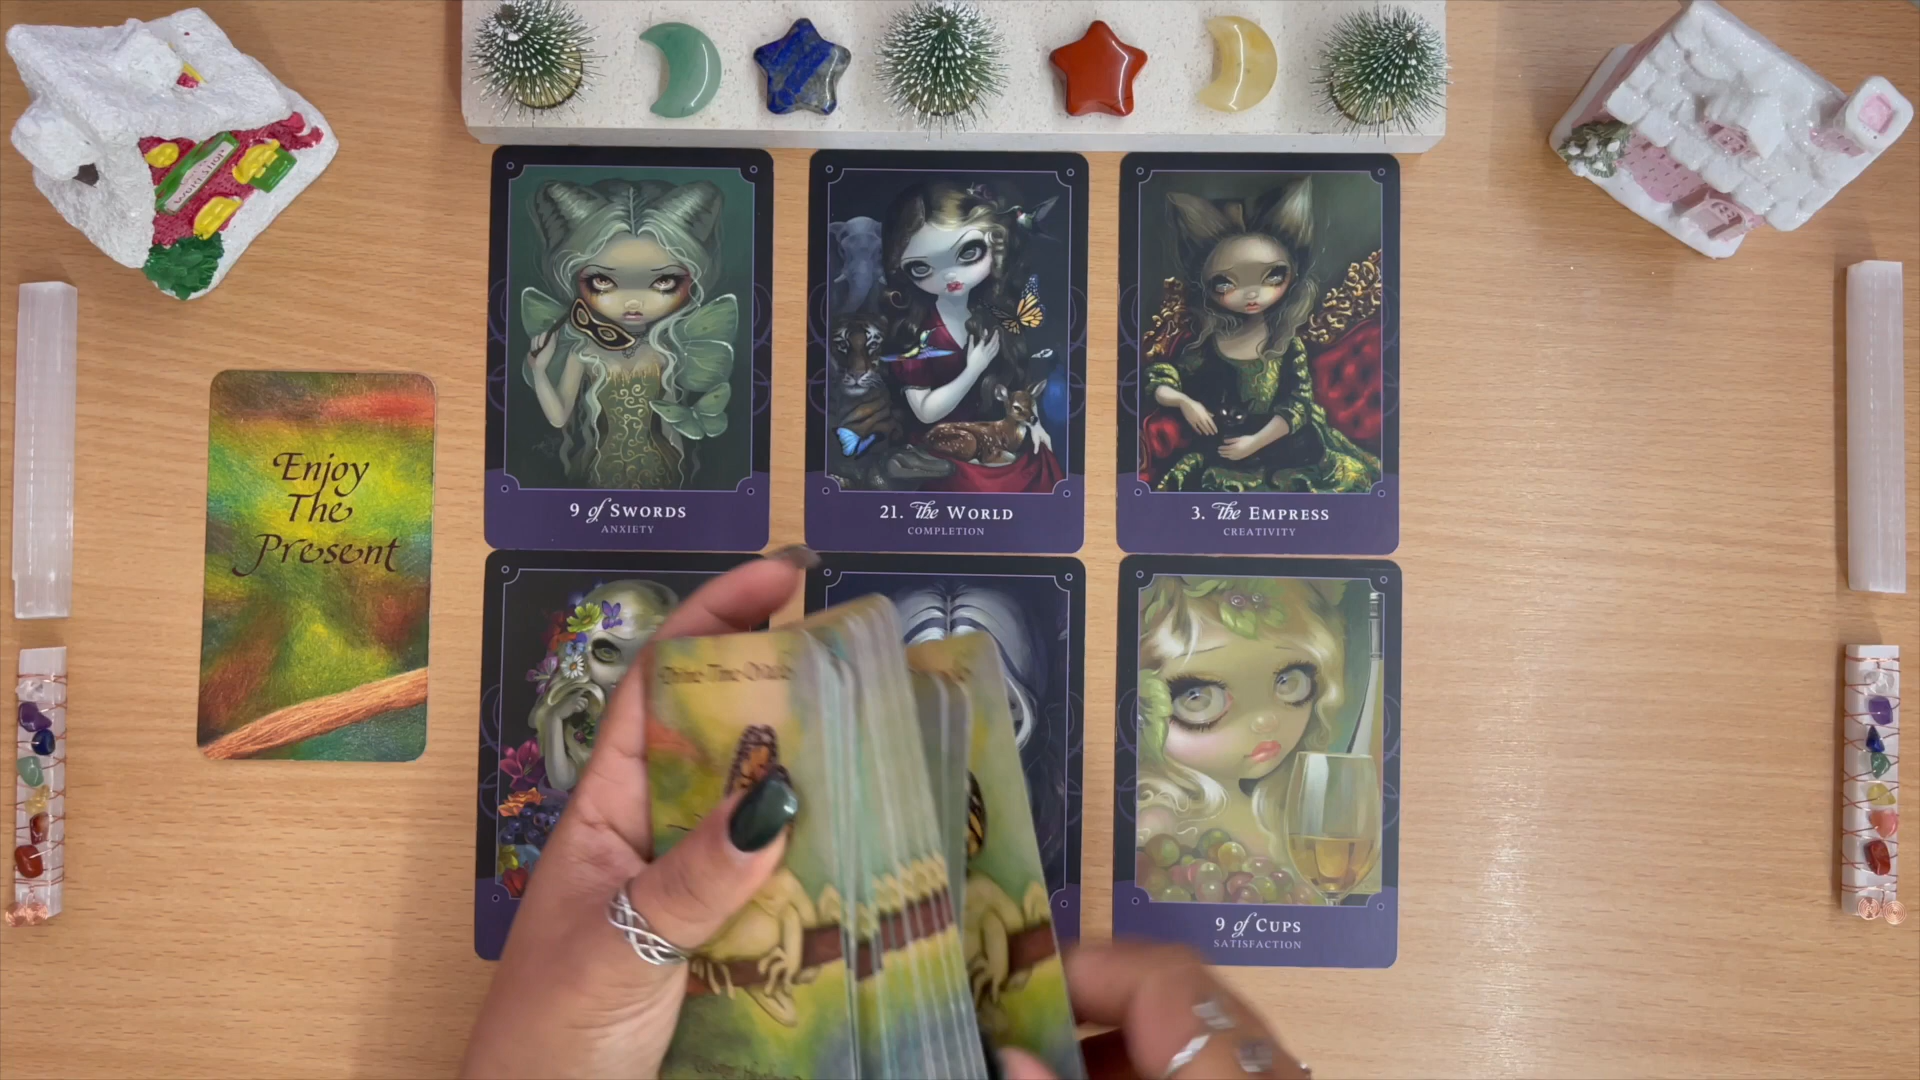 Enjoy
The
Present
9 of SWORDS
ANXIETY
21. the WORLD
COMPLETION
3. the EMPRESS
CREATIVITY
9 of CUPS
SATISFACTION